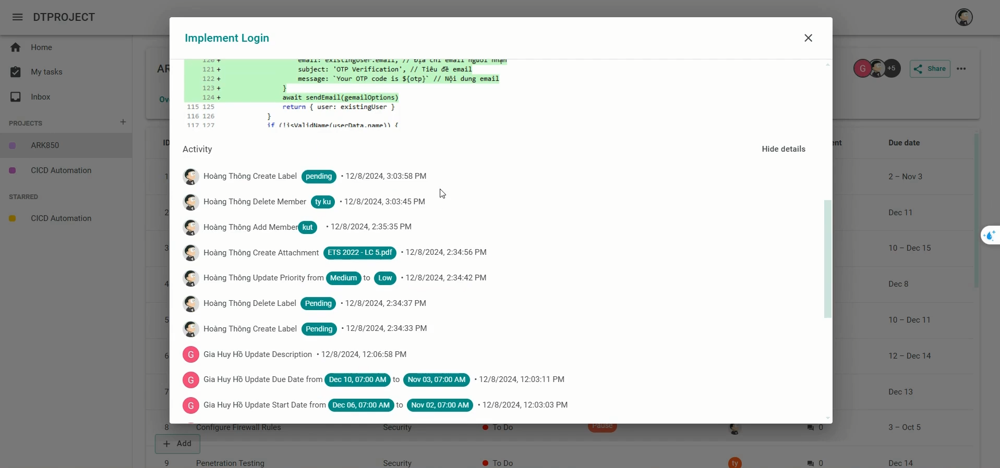 DTPROJECT
Home
My tasks
Inbox
PROJECTS
ARK850
CICD Automation
STARRED
CICD Automation
Implement Login
120 + email: existingUser.email, // Địa chỉ email người nhận
121 + subject: 'OTP Verification', // Tiêu đề email
122 + message: `Your OTP code is ${otp}` // Nội dung email
123 + }
124 + await sendEmail(gemailOptions)
115 125 return { user: existingUser }
116 126 }
117 127 if (!isValidName(userData.name)) {
Activity
Hide details
Hoàng Thông Create Label pending • 12/8/2024, 3:03:58 PM
Hoàng Thông Delete Member ty ku • 12/8/2024, 3:03:45 PM
Hoàng Thông Add Member kut • 12/8/2024, 2:35:35 PM
Hoàng Thông Create Attachment ETS 2022 - LC 5.pdf • 12/8/2024, 2:34:56 PM
Hoàng Thông Update Priority from Medium to Low • 12/8/2024, 2:34:42 PM
Hoàng Thông Delete Label Pending • 12/8/2024, 2:34:37 PM
Hoàng Thông Create Label Pending • 12/8/2024, 2:34:33 PM
G Gia Huy Hồ Update Description • 12/8/2024, 12:06:58 PM
G Gia Huy Hồ Update Due Date from Dec 10, 07:00 AM to Nov 03, 07:00 AM • 12/8/2024, 12:03:11 PM
G Gia Huy Hồ Update Start Date from Dec 06, 07:00 AM to Nov 02, 07:00 AM • 12/8/2024, 12:03:03 PM
G +5 Share
ID Due date
1 2 – Nov 3
2 Dec 11
3 10 – Dec 15
4 Dec 8
5 10 – Dec 11
6 12 – Dec 14
7 Dec 13
8 Configure Firewall Rules Security To Do Pause 0 3 – Oct 5
+ Add
9 Penetration Testing Security To Do ty 0 Dec 14